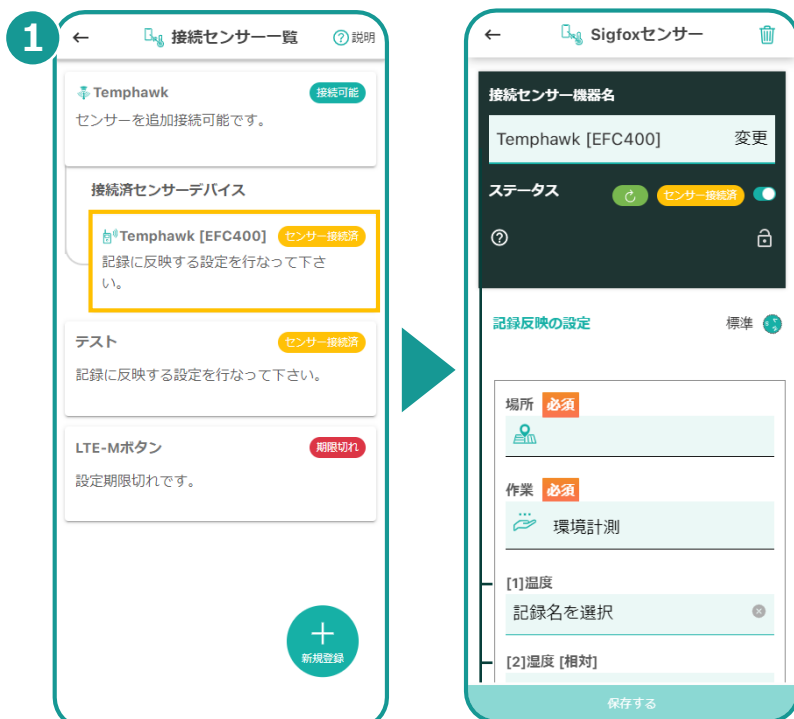 1
接続センサー一覧
?説明
Temphawk
接続可能
センサーを追加接続可能です。
接続済センサーデバイス
Temphawk [EFC400]
センサー接続済
記録に反映する設定を行なって下さ
い。
テスト
センサー接続済
記録に反映する設定を行なって下さい。
LTE-Mボタン
期限切れ
設定期限切れです。
新規登録
Sigfoxセンサー
接続センサー機器名
Temphawk [EFC400]
変更
ステータス
センサー接続済
?
記録反映の設定
標準
場所 必須
作業 必須
環境計測
[1]温度
記録名を選択
[2]湿度 [相対]
保存する